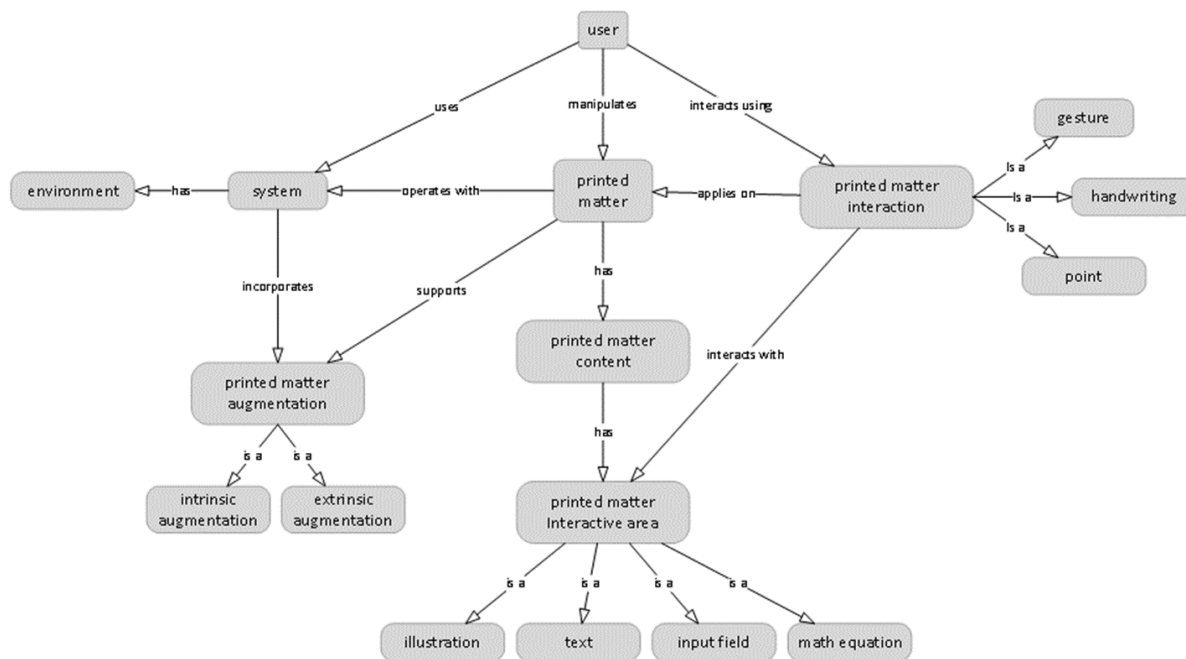 user
uses
manipulates
interacts using
gesture
Is a
environment
has
system
operates with
printed
matter
applies on
printed matter
interaction
Is a
handwriting
Is a
point
incorporates
supports
has
printed matter
content
interacts with
printed matter
augmentation
has
is a
is a
intrinsic
augmentation
extrinsic
augmentation
printed matter
Interactive area
is a
is a
is a
is a
illustration
text
input field
math equation